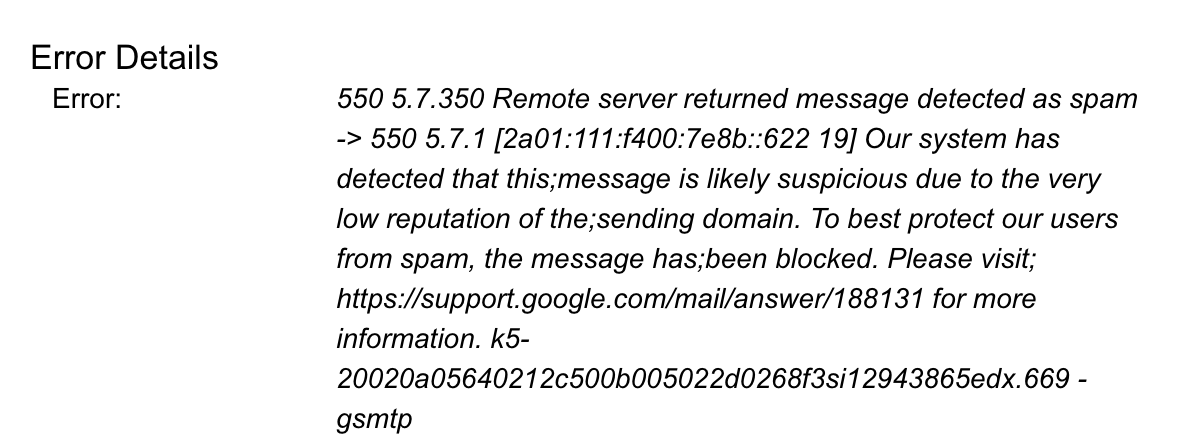 Error Details
Error:
550 5.7.350 Remote server returned message detected as spam
-> 550 5.7.1 [2a01:111:f400:7e8b::622 19] Our system has
detected that this;message is likely suspicious due to the very
low reputation of the;sending domain. To best protect our users
from spam, the message has;been blocked. Please visit;
https://support.google.com/mail/answer/188131 for more
information. k5-
20020a05640212c500b005022d0268f3si12943865edx.669 -
gsmtp